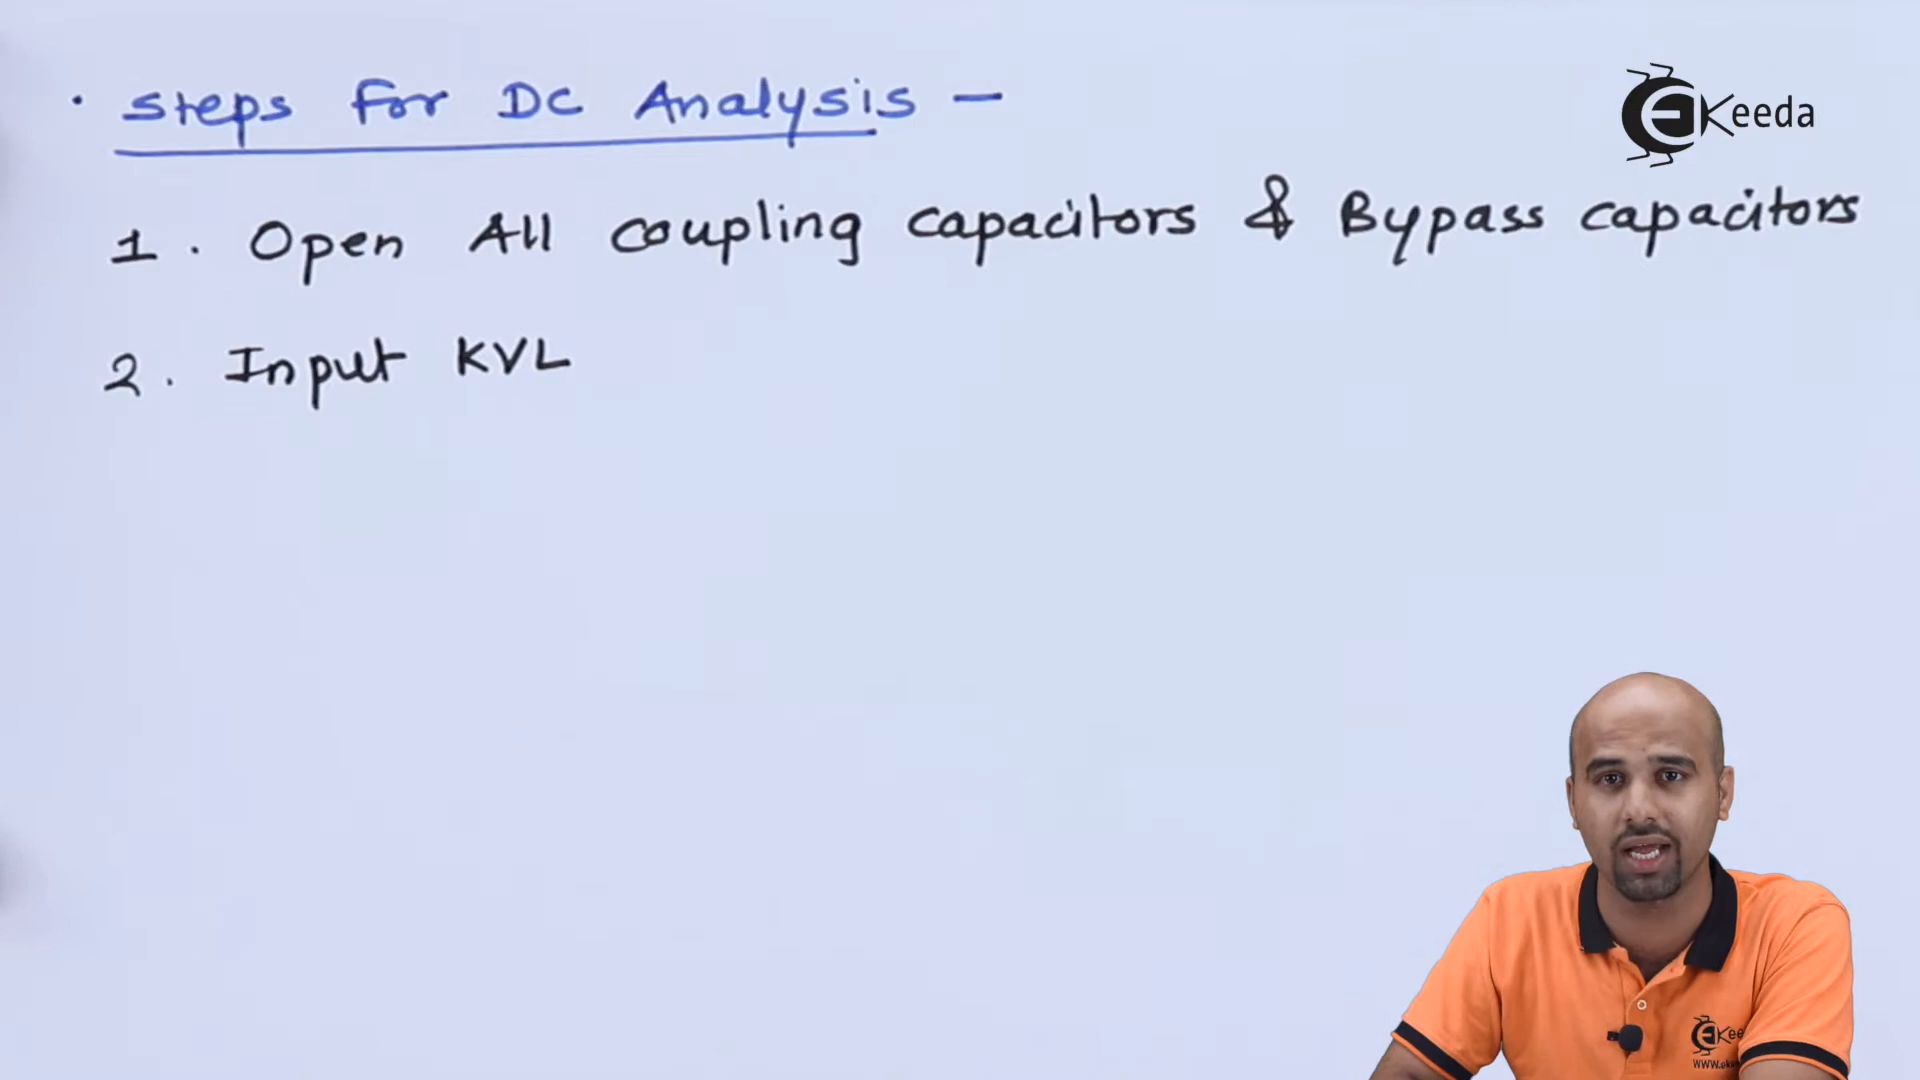 • Steps For DC Analysis —
EKeeda
1. Open All coupling capacitors & Bypass capacitors
2. Input KVL